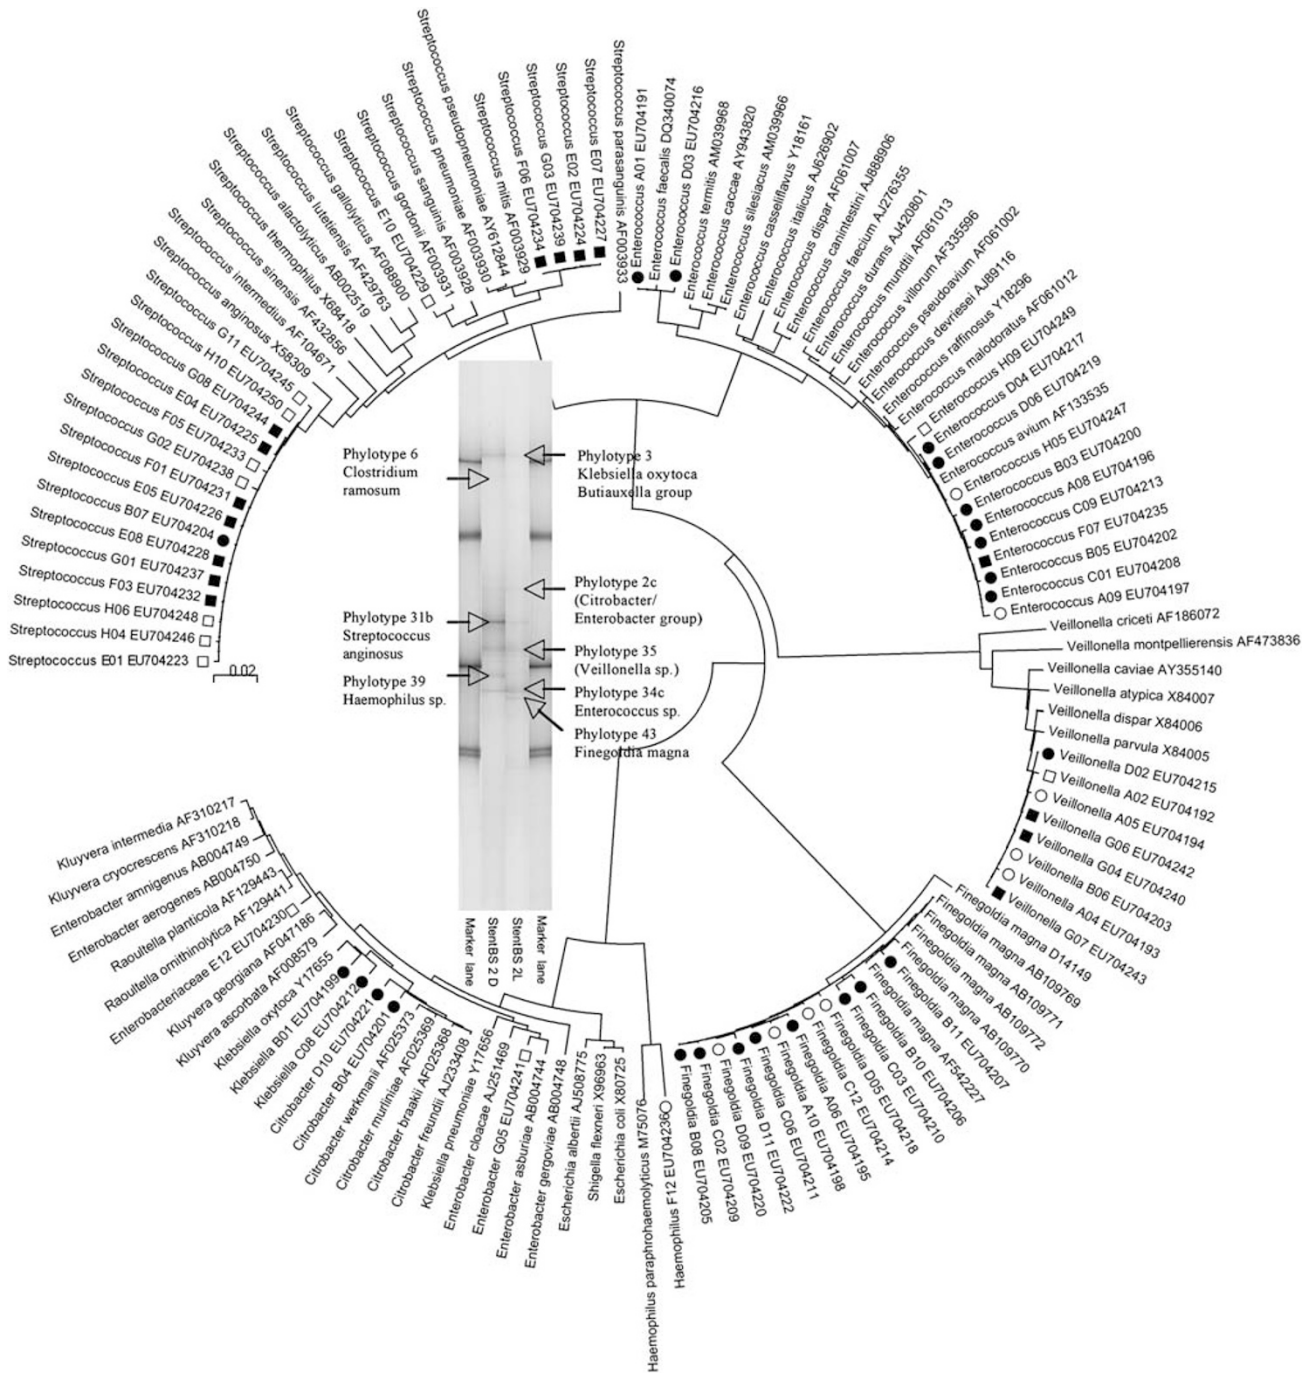 Streptococcus E01 EU704223
Streptococcus H04 EU704246
Streptococcus H06 EU704248
Streptococcus F03 EU704232
Streptococcus G01 EU704237
Streptococcus E08 EU704228
Streptococcus B07 EU704204
Streptococcus E05 EU704226
Streptococcus F01 EU704231
Streptococcus G02 EU704238
Streptococcus F05 EU704233
Streptococcus E04 EU704225
Streptococcus G08 EU704244
Streptococcus H10 EU704250
Streptococcus G11 EU704245
Streptococcus anginosus X58309
Streptococcus intermedius AF104671
Streptococcus sinensis AF432856
Streptococcus thermophilus X68418
Streptococcus alactolyticus AB002519
Streptococcus lutetiensis AF429763
Streptococcus gallolyticus AF088900
Streptococcus E10 EU704229
Streptococcus gordonii AF003931
Streptococcus sanguinis AF003928
Streptococcus pneumoniae AF003930
Streptococcus pseudopneumoniae AY612844
Streptococcus mitis AF003929
Streptococcus F06 EU704234
Streptococcus G03 EU704239
Streptococcus E02 EU704224
Streptococcus E07 EU704227
Streptococcus parasanguinis AF003933
Enterococcus A01 EU704191
Enterococcus faecalis DQ340074
Enterococcus D03 EU704216
Enterococcus termitis AM039968
Enterococcus caccae AY943820
Enterococcus silesiacus AM039966
Enterococcus casseliflavus Y18161
Enterococcus italicus AJ626902
Enterococcus dispar AF061007
Enterococcus canintestini AJ888906
Enterococcus faecium AJ276355
Enterococcus durans AJ420801
Enterococcus mundtii AF061013
Enterococcus villorum AF335596
Enterococcus pseudoavium AF061002
Enterococcus devriesei AJ89116
Enterococcus raffinosus Y18296
Enterococcus malodoratus AF061012
Enterococcus H09 EU704249
Enterococcus D04 EU704217
Enterococcus D06 EU704219
Enterococcus avium AF133535
Enterococcus H05 EU704247
Enterococcus B03 EU704200
Enterococcus A08 EU704196
Enterococcus C09 EU704213
Enterococcus F07 EU704235
Enterococcus B05 EU704202
Enterococcus C01 EU704208
Enterococcus A09 EU704197
Veillonella criceti AF186072
Veillonella montpellierensis AF473836
Veillonella caviae AY355140
Veillonella atypica X84007
Veillonella dispar X84006
Veillonella parvula X84005
Veillonella D02 EU704215
Veillonella A02 EU704192
Veillonella A05 EU704194
Veillonella G06 EU704242
Veillonella G04 EU704240
Veillonella B06 EU704203
Veillonella A04 EU704193
Veillonella G07 EU704243
Finegoldia magna D14149
Finegoldia magna AB109769
Finegoldia magna AB109771
Finegoldia magna AB109772
Finegoldia magna AB109770
Finegoldia B11 EU704207
Finegoldia magna AF542227
Finegoldia B10 EU704206
Finegoldia C03 EU704210
Finegoldia D05 EU704218
Finegoldia C12 EU704214
Finegoldia A06 EU704195
Finegoldia A10 EU704198
Finegoldia C06 EU704211
Finegoldia D11 EU704222
Finegoldia D09 EU704220
Finegoldia C02 EU704209
Finegoldia B08 EU704205
Haemophilus F12 EU704236
Haemophilus paraphrohaemolyticus M75076
Escherichia coli X80725
Shigella flexneri X96963
Escherichia albertii AJ508775
Enterobacter gergoviae AB004748
Enterobacter asburiae AB004744
Enterobacter G05 EU704241
Enterobacter cloacae AJ251469
Klebsiella pneumoniae Y17656
Citrobacter freundii AJ233408
Citrobacter braakii AF025368
Citrobacter murliniae AF025369
Citrobacter werkmanii AF025373
Citrobacter B04 EU704201
Citrobacter D10 EU704221
Klebsiella C08 EU704212
Klebsiella B01 EU704199
Klebsiella oxytoca Y17655
Kluyvera ascorbata AF008579
Kluyvera georgiana AF047186
Enterobacteriaceae E12 EU704230
Raoultella ornithinolytica AF129441
Raoultella planticola AF129443
Enterobacter aerogenes AB004750
Enterobacter amnigenus AB004749
Kluyvera cryocrescens AF310218
Kluyvera intermedia AF310217
0.02
Phylotype 6
Clostridium
ramosum
Phylotype 31b
Streptococcus
anginosus
Phylotype 39
Haemophilus sp.
Phylotype 3
Klebsiella oxytoca
Butiauxella group
Phylotype 2c
(Citrobacter/
Enterobacter group)
Phylotype 35
(Veillonella sp.)
Phylotype 34c
Enterococcus sp.
Phylotype 43
Finegoldia magna
Marker lane
StentBS 2 D
StentBS 2L
Marker lane